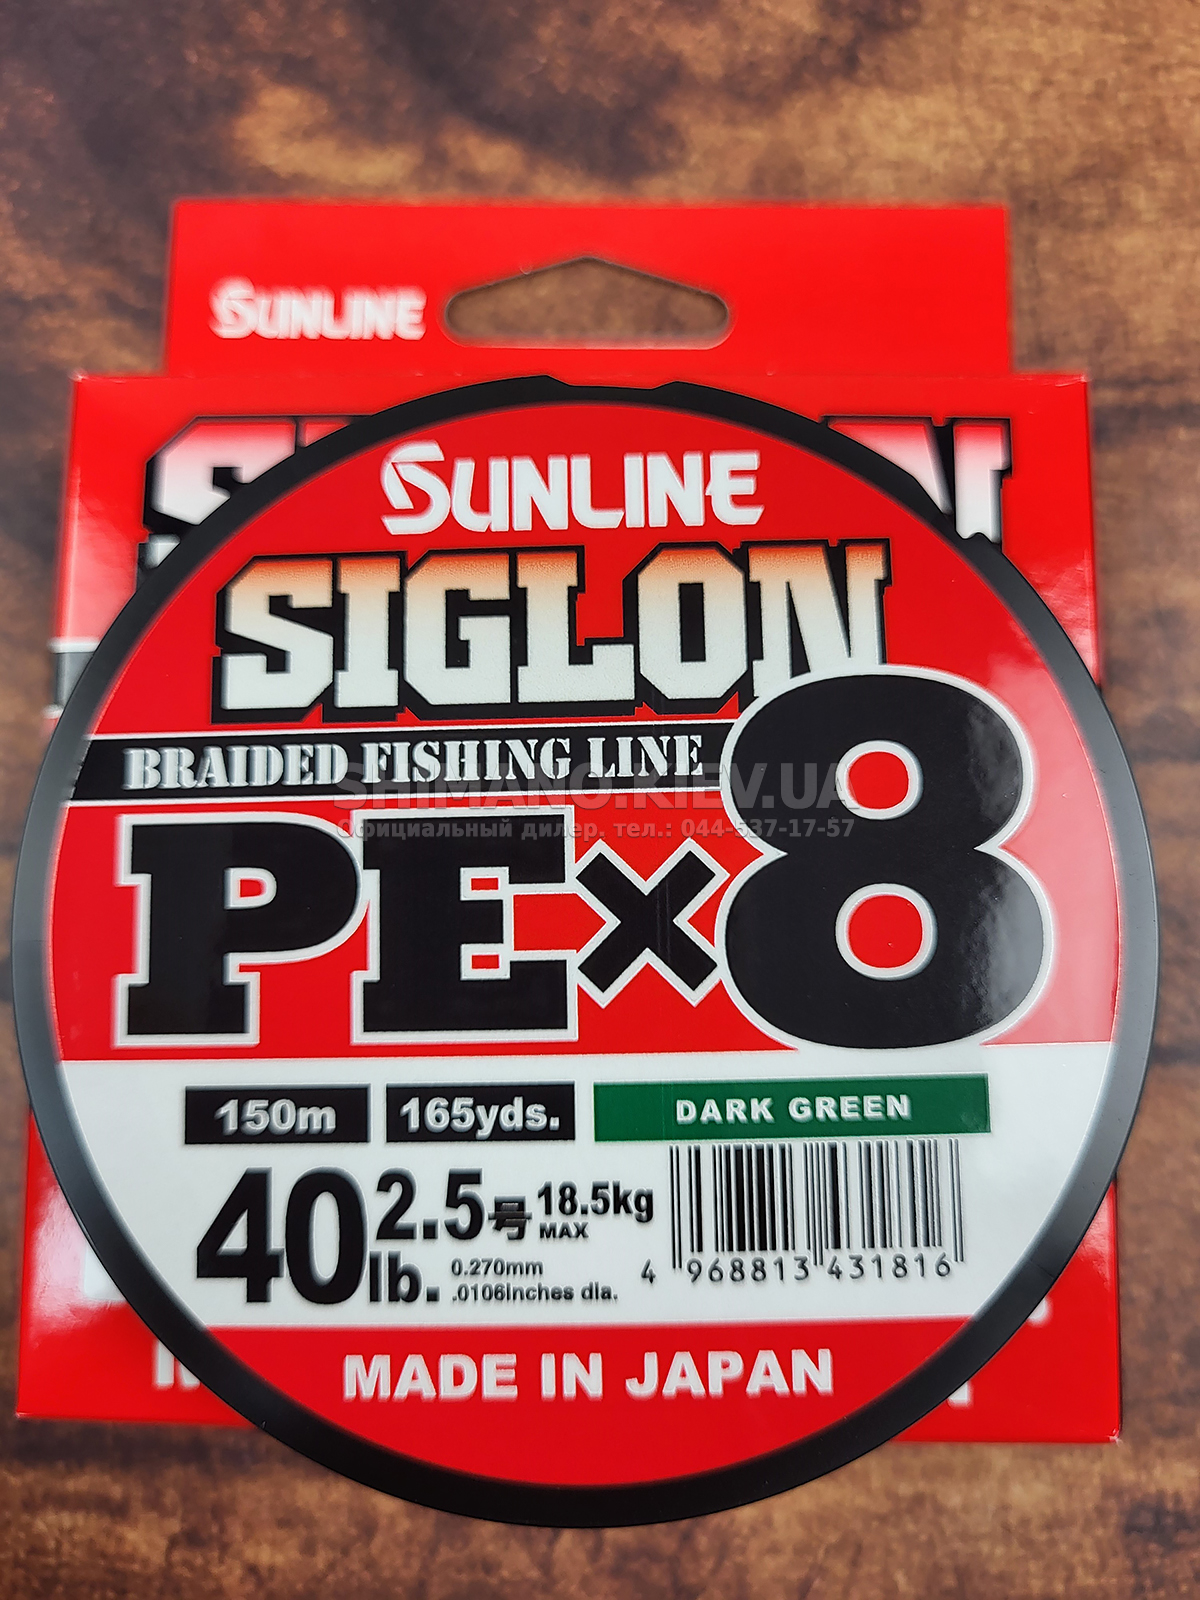 SUNLINE
SUNLINE
SIGLON
BRAIDED FISHING LINE
SHIMANO.KIEV.UA
Официальный дилер. тел.: 044-537-17-57
PE×8
150m 165yds. DARK GREEN
40lb. 2.5号 18.5kg MAX
0.270mm
.0106Inches dia.
4 968813 431816
MADE IN JAPAN